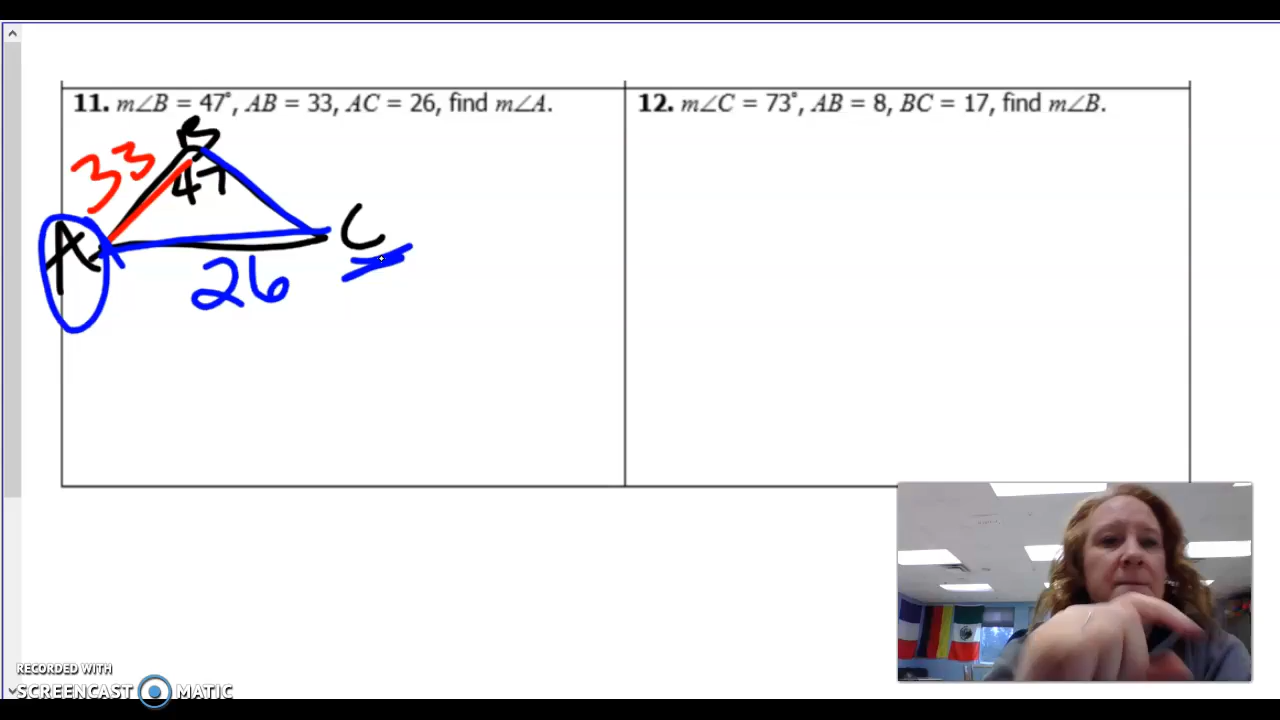 11. m∠B = 47°, AB = 33, AC = 26, find m∠A.
12. m∠C = 73°, AB = 8, BC = 17, find m∠B.
B
33
47
A
C
26
RECORDED WITH
SCREENCAST MATIC